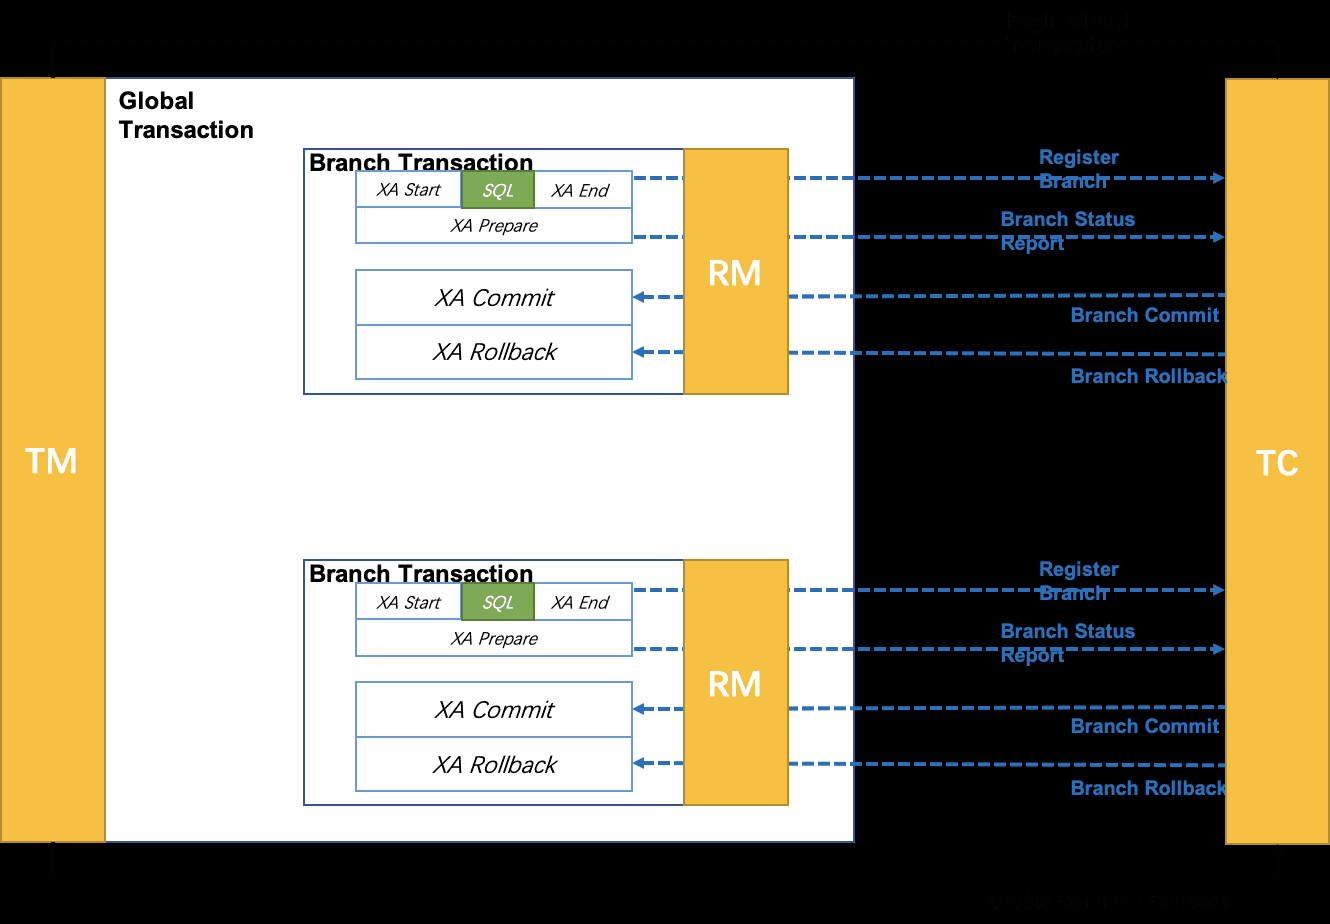 Global
Transaction
Branch Transaction
XA Start
SQL
XA End
XA Prepare
XA Commit
XA Rollback
RM
Register
Branch
Branch Status
Report
Branch Commit
Branch Rollback
TM
TC
Branch Transaction
XA Start
SQL
XA End
XA Prepare
XA Commit
XA Rollback
RM
Register
Branch
Branch Status
Report
Branch Commit
Branch Rollback